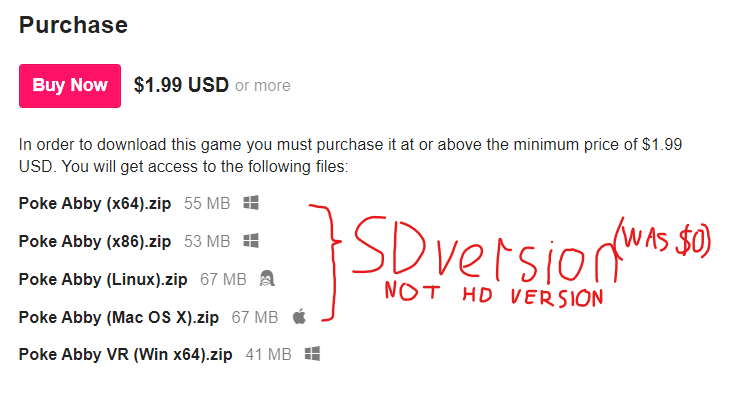 Purchase
Buy Now $1.99 USD or more
In order to download this game you must purchase it at or above the minimum price of $1.99
USD. You will get access to the following files:
Poke Abby (x64).zip 55 MB
Poke Abby (x86).zip 53 MB
Poke Abby (Linux).zip 67 MB
Poke Abby (Mac OS X).zip 67 MB
Poke Abby VR (Win x64).zip 41 MB
SD version (WAS $0)
NOT HD VERSION